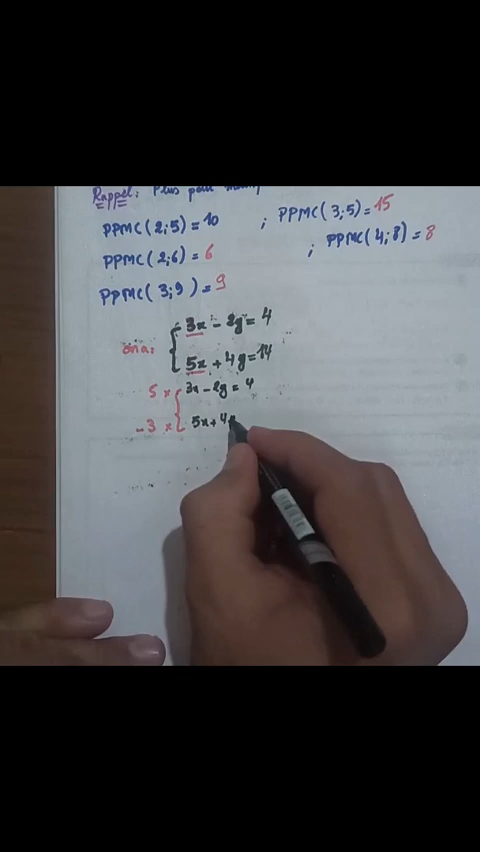 Rappel: Plus petit
PPMC(2;5)=10 ; PPMC(3;5)=15
PPMC(2;6)=6 ; PPMC(4;8)=8
PPMC(3;9)=9
on a: { 3x-2y=4
5x+4y=14
5 x { 3x-2y=4
-3 x 5x+4y